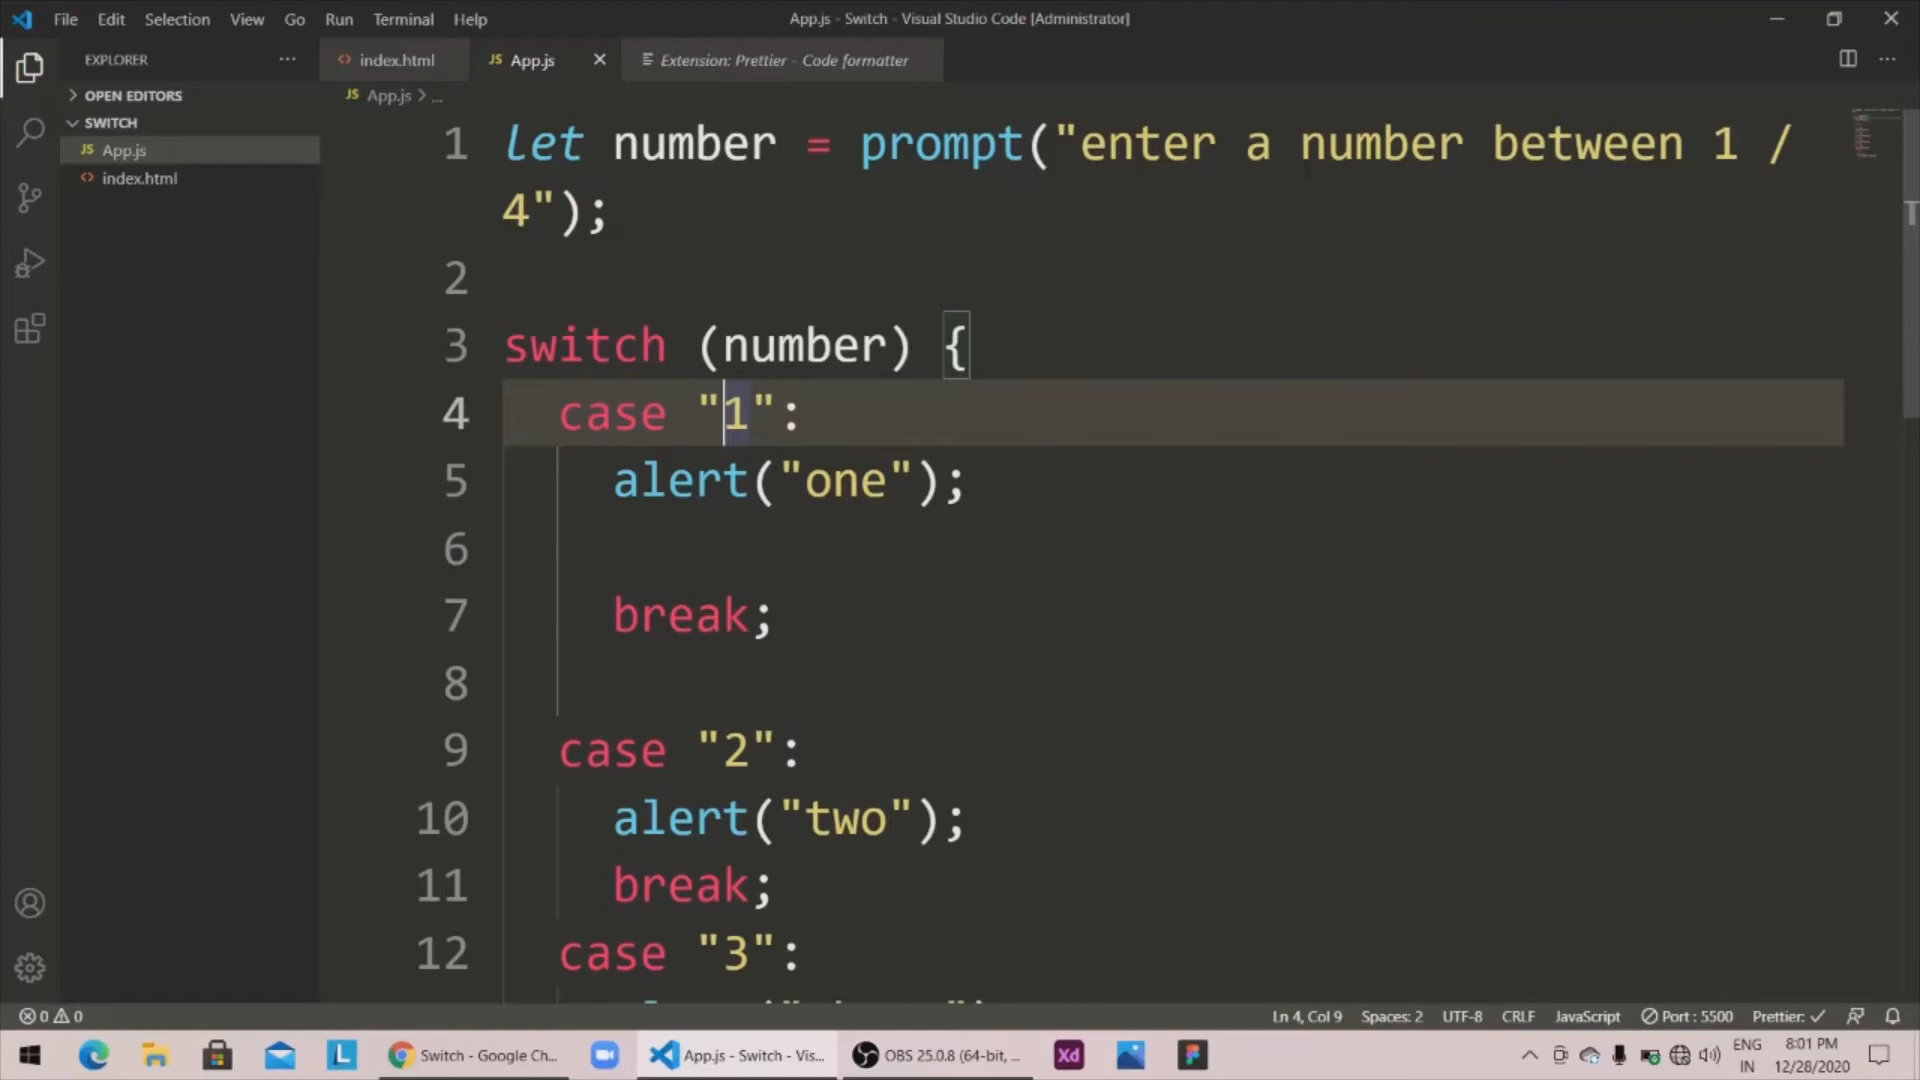 File Edit Selection View Go Run Terminal Help
App.js - Switch - Visual Studio Code [Administrator]
EXPLORER
index.html
JS App.js
Extension: Prettier - Code formatter
OPEN EDITORS
SWITCH
JS App.js
index.html
JS App.js > ...
1 let number = prompt("enter a number between 1 /
4");
2
3 switch (number) {
4 case "1":
5 alert("one");
6
7 break;
8
9 case "2":
10 alert("two");
11 break;
12 case "3":
0 0
Ln 4, Col 9 Spaces: 2 UTF-8 CRLF JavaScript Port : 5500 Prettier: ✓
Switch - Google Ch...
App.js - Switch - Vis...
OBS 25.0.8 (64-bit, ...
Xd
ENG
IN
8:01 PM
12/28/2020